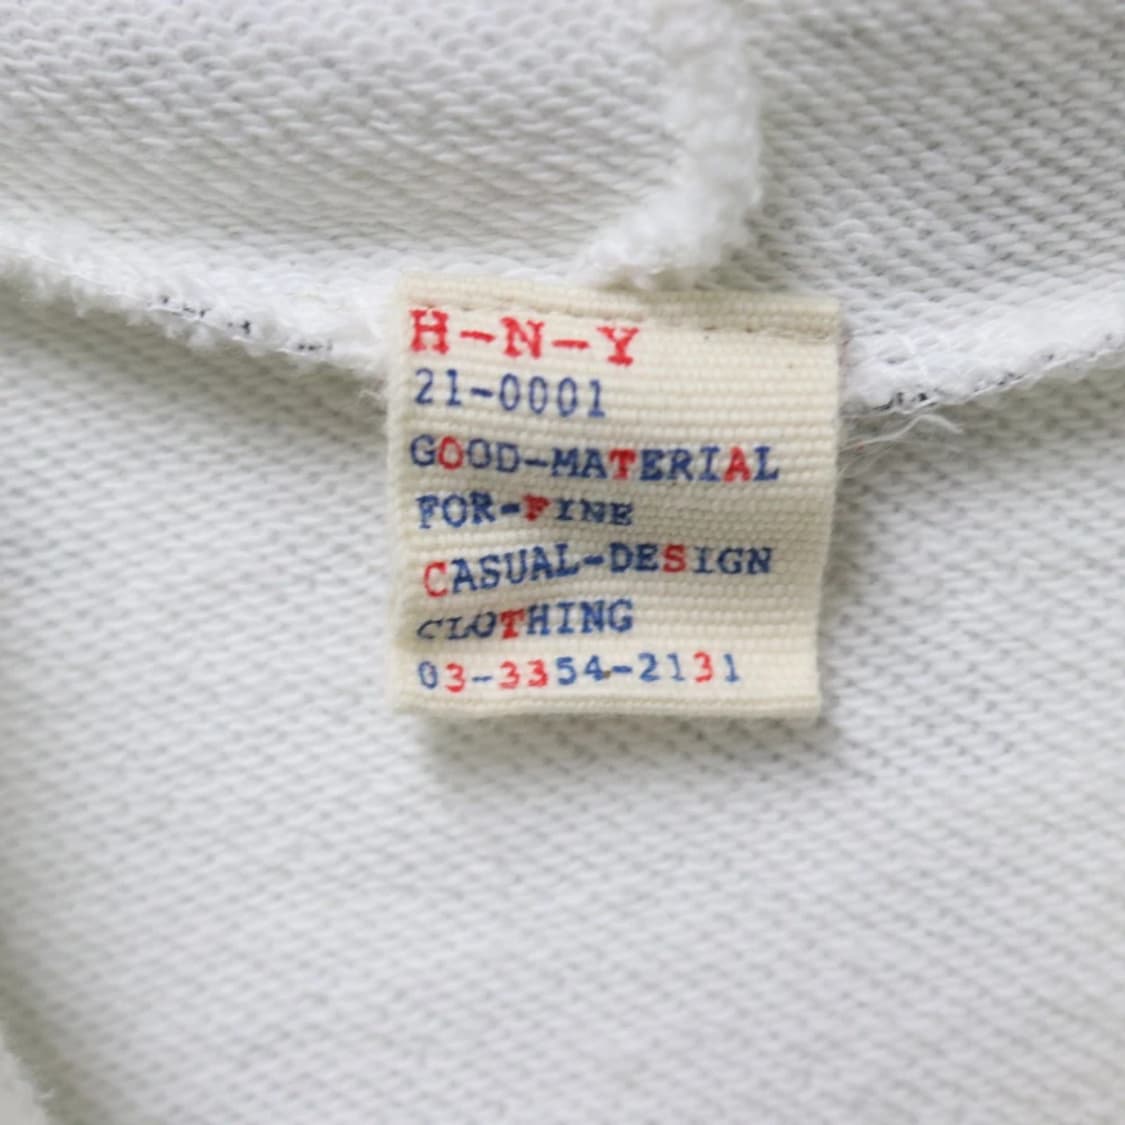 H-N-Y
21-0001
GOOD-MATERIAL
FOR-FINE
CASUAL-DESIGN
CLOTHING
03-3354-2131